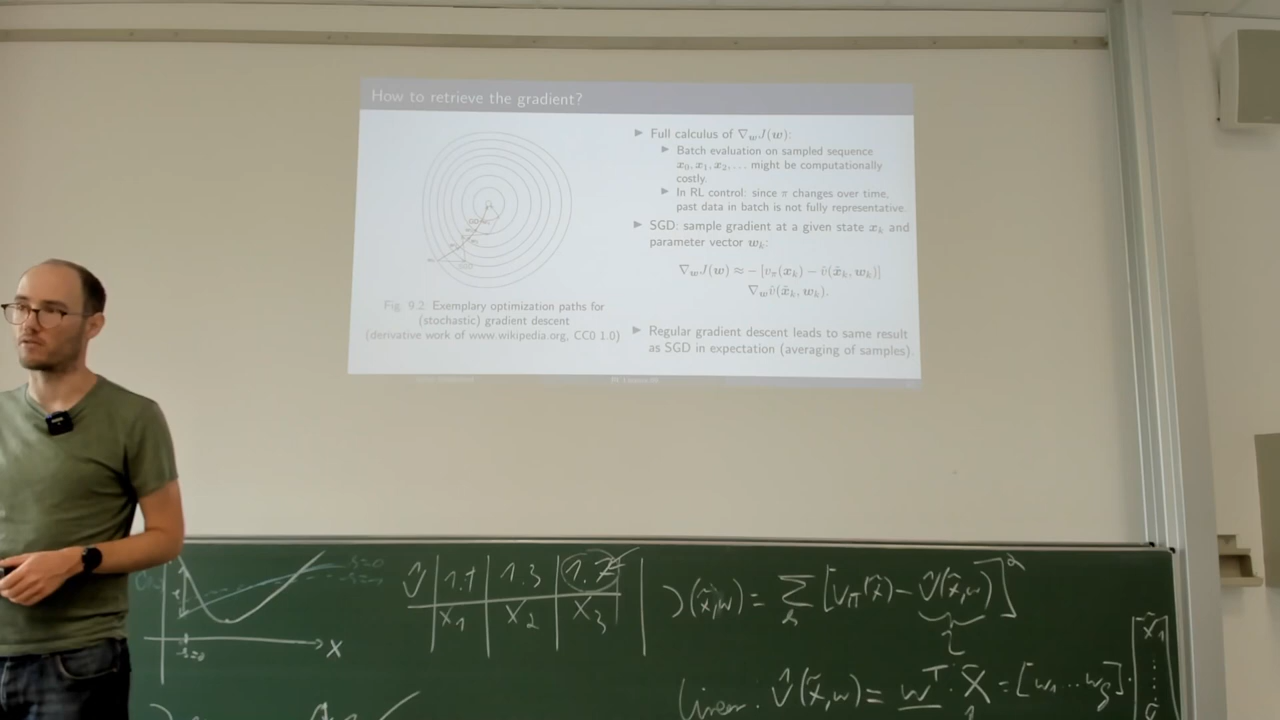 How to retrieve the gradient?
▶ Full calculus of ∇wJ(w):
▶ Batch evaluation on sampled sequence
x₀, x₁, x₂, ... might be computationally
costly.
▶ In RL control: since π changes over time,
past data in batch is not fully representative.
▶ SGD: sample gradient at a given state xₖ and
parameter vector wₖ:
∇wJ(w) ≈ − [vπ(xₖ) − v̂(x̃ₖ, wₖ)]
∇wv̂(x̃ₖ, wₖ).
▶ Regular gradient descent leads to same result
as SGD in expectation (averaging of samples).
Fig. 9.2: Exemplary optimization paths for
(stochastic) gradient descent
(derivative work of www.wikipedia.org, CC0 1.0)
x
v̂ 1.1 1.3 1.7
x₁ x₂ x₃
J(x̃,w) = Σ [vπ(x̃) − v̂(x̃,w)]²
Linear: v̂(x̃,w) = wᵀ · x̃ = [w₁ ... wζ] ·
x̃₁